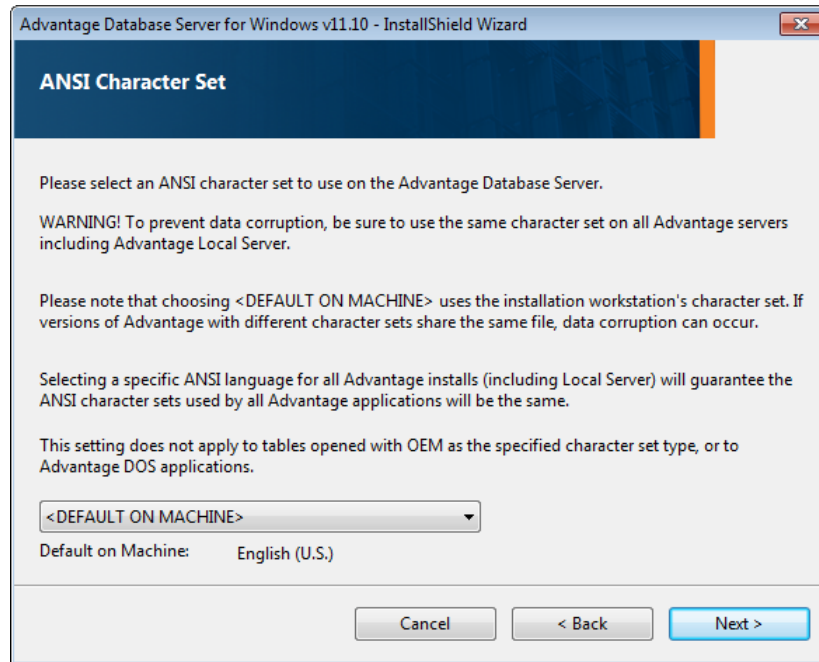 Advantage Database Server for Windows v11.10 - InstallShield Wizard
ANSI Character Set
Please select an ANSI character set to use on the Advantage Database Server.
WARNING! To prevent data corruption, be sure to use the same character set on all Advantage servers
including Advantage Local Server.
Please note that choosing <DEFAULT ON MACHINE> uses the installation workstation's character set. If
versions of Advantage with different character sets share the same file, data corruption can occur.
Selecting a specific ANSI language for all Advantage installs (including Local Server) will guarantee the
ANSI character sets used by all Advantage applications will be the same.
This setting does not apply to tables opened with OEM as the specified character set type, or to
Advantage DOS applications.
<DEFAULT ON MACHINE>
Default on Machine: English (U.S.)
Cancel < Back Next >